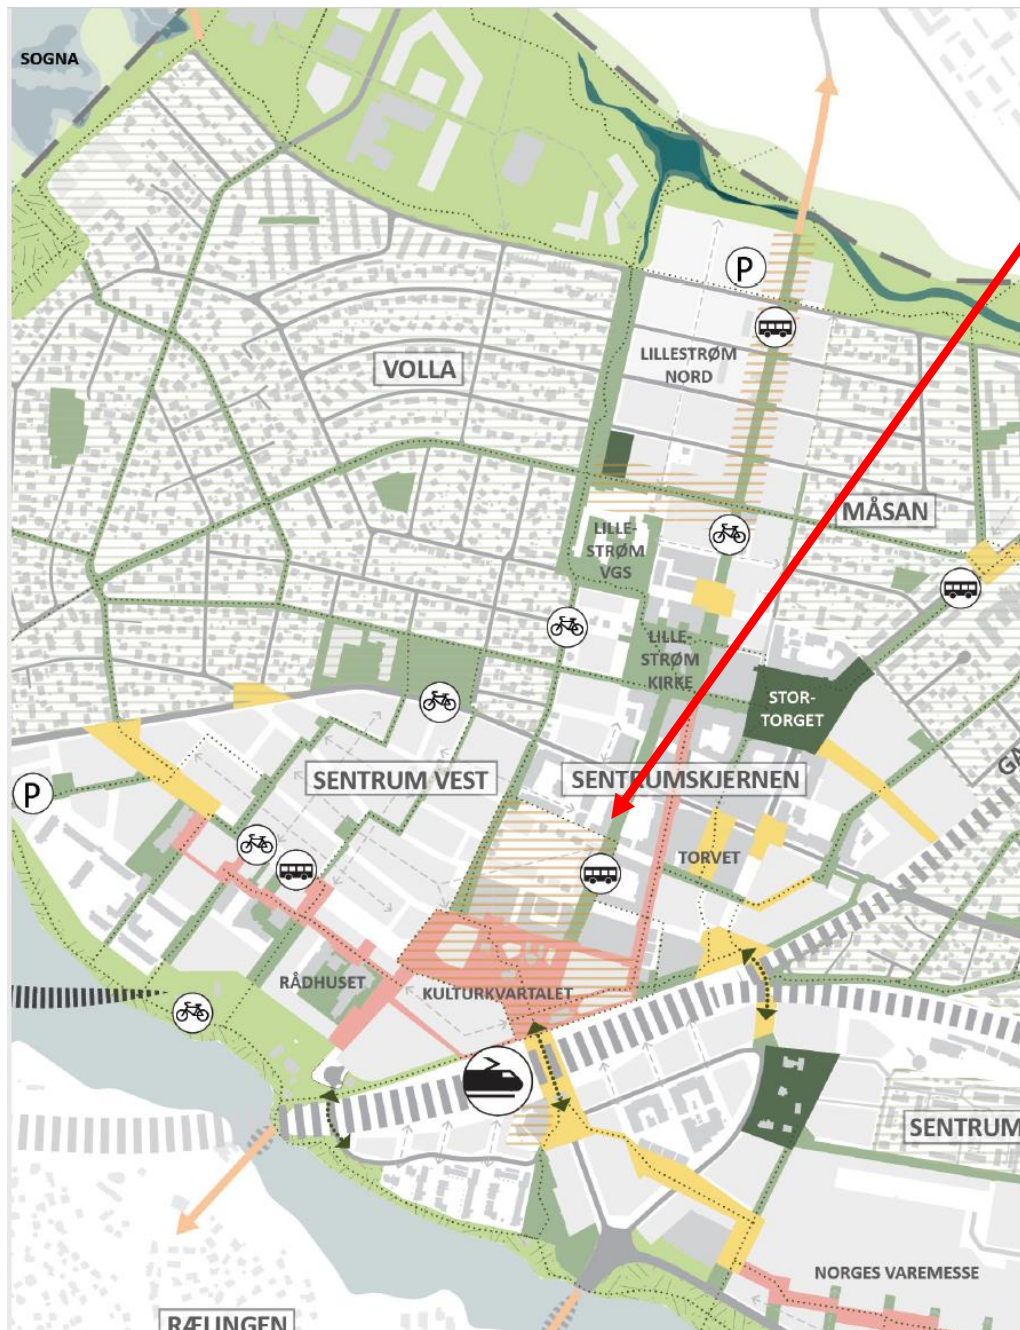 SOGNA
P
LILLESTRØM
NORD
VOLLA
MÅSAN
LILLE-
STRØM
VGS
LILLE-
STRØM
KIRKE
STOR-
TORGET
SENTRUM VEST
SENTRUMSKJERNEN
GA
P
TORVET
RÅDHUSET
KULTURKVARTALET
SENTRUM
NORGES VAREMESSE
RÆLINGEN